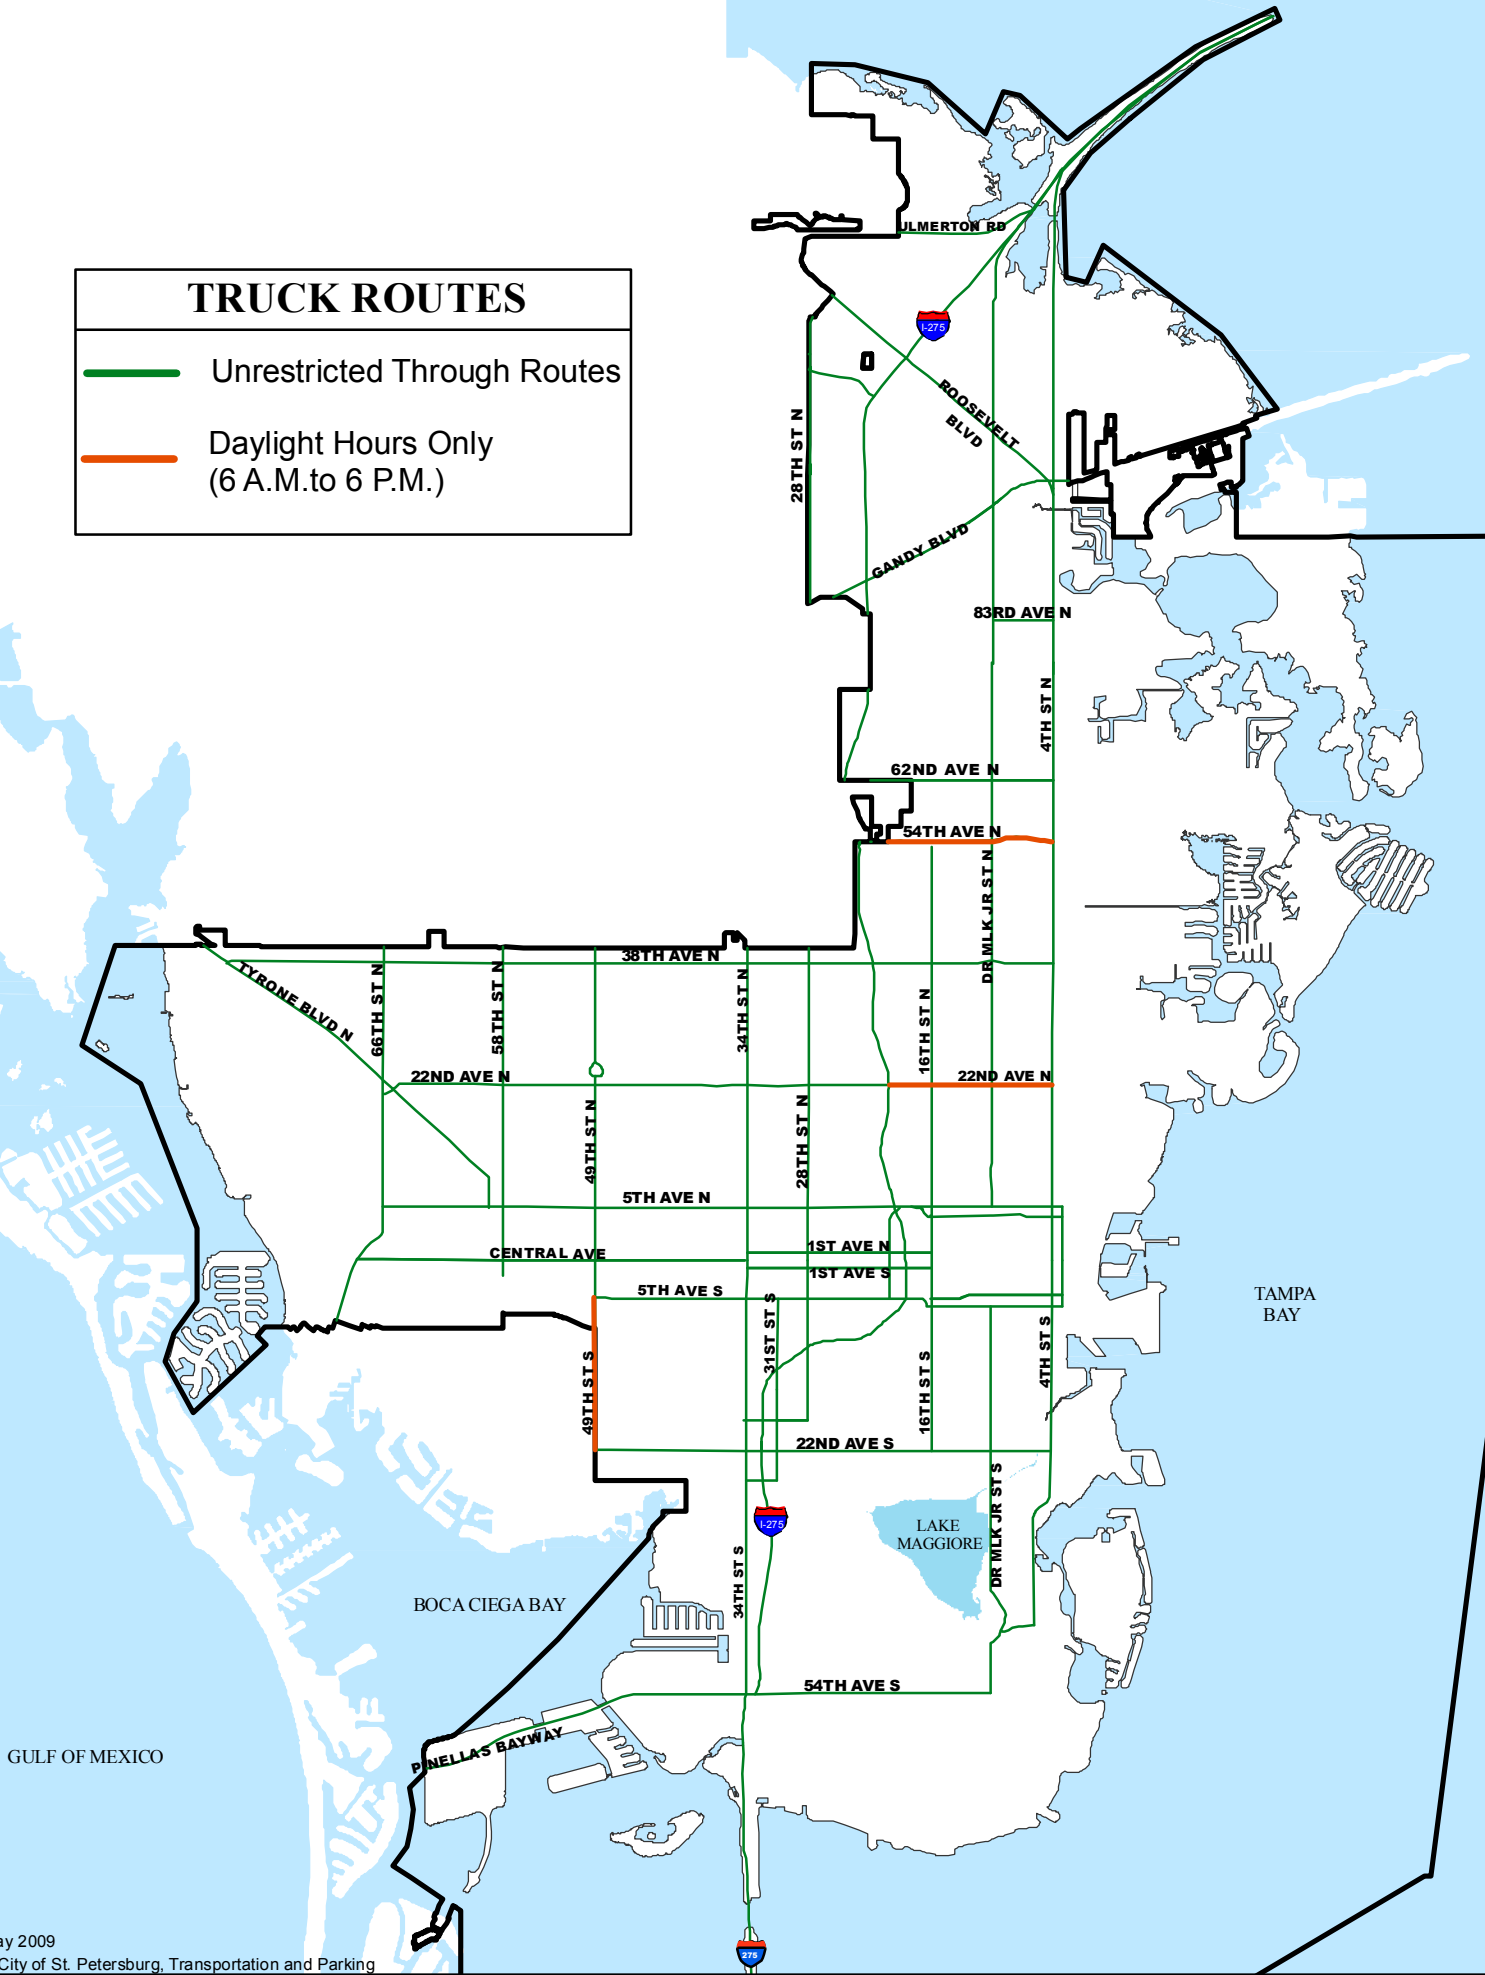 ULMERTON RD
TRUCK ROUTES
I-275
Unrestricted Through Routes
ROOSEVELT
BLVD
Daylight Hours Only
(6 A.M.to 6 P.M.)
28TH ST N
GANDY BLVD
83RD AVE N
4TH ST N
62ND AVE N
54TH AVE N
DR MLK JR ST N
38TH AVE N
TYRONE BLVD N
66TH ST N
58TH ST N
34TH ST N
16TH ST N
22ND AVE N
22ND AVE N
49TH ST N
28TH ST N
5TH AVE N
1ST AVE N
CENTRAL AVE
1ST AVE S
5TH AVE S
TAMPA
BAY
31ST ST S
49TH ST S
16TH ST S
4TH ST S
22ND AVE S
I-275
LAKE
MAGGIORE
DR MLK JR ST S
34TH ST S
BOCA CIEGA BAY
54TH AVE S
PINELLAS BAYWAY
GULF OF MEXICO
ay 2009
City of St. Petersburg, Transportation and Parking
275